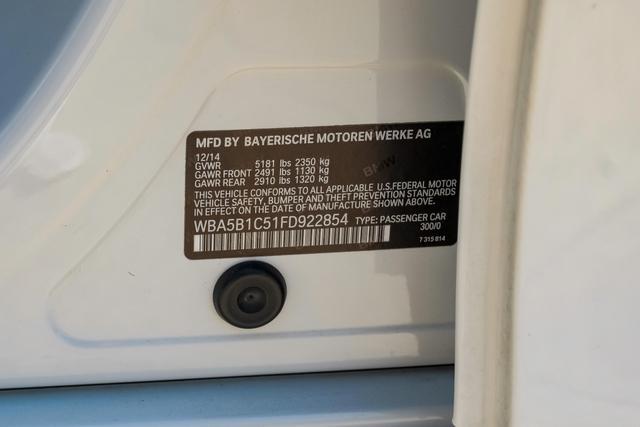 MFD BY BAYERISCHE MOTOREN WERKE AG
12/14
GVWR 5181 lbs 2350 kg
GAWR FRONT 2491 lbs 1130 kg
GAWR REAR 2910 lbs 1320 kg
THIS VEHICLE CONFORMS TO ALL APPLICABLE U.S.FEDERAL MOTOR
VEHICLE SAFETY, BUMPER, AND THEFT PREVENTION STANDARDS
IN EFFECT ON THE DATE OF MANUFACTURE SHOWN ABOVE.
WBA5B1C51FD922854 TYPE: PASSENGER CAR
300/0
7 315 814
BMW